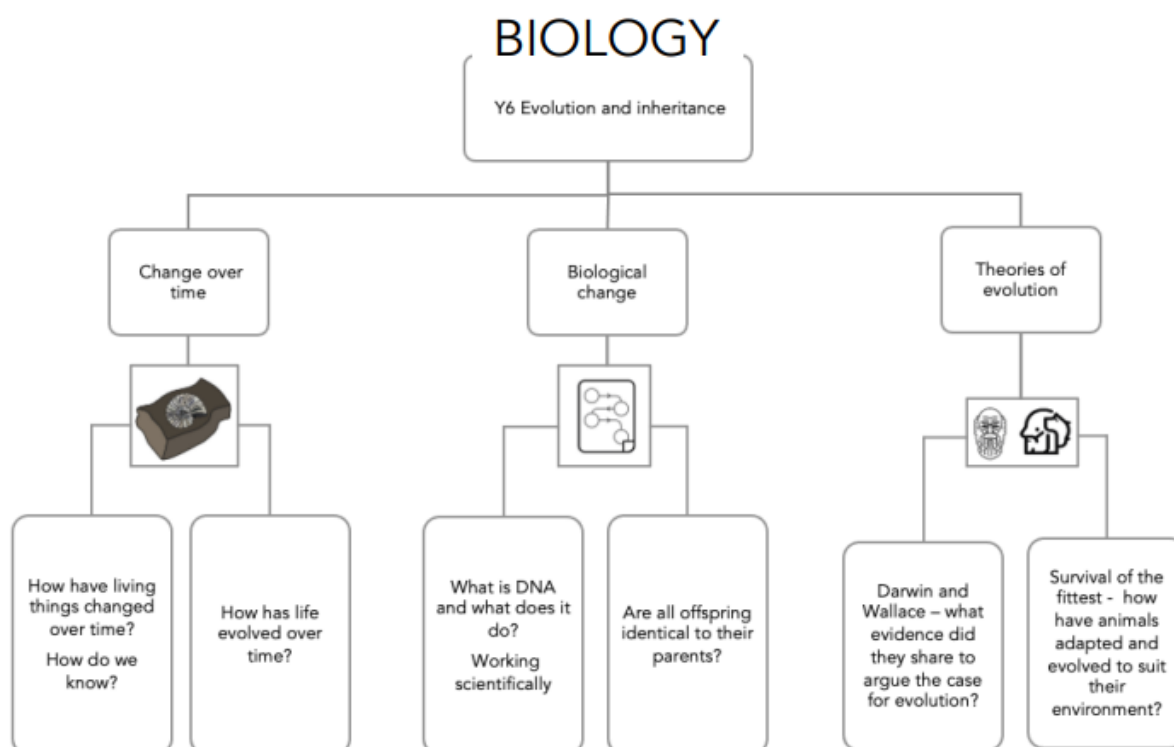 BIOLOGY
Y6 Evolution and inheritance
Change over
time
Biological
change
Theories of
evolution
How have living
things changed
over time?
How do we
know?
How has life
evolved over
time?
What is DNA
and what does it
do?
Working
scientifically
Are all offspring
identical to their
parents?
Darwin and
Wallace – what
evidence did
they share to
argue the case
for evolution?
Survival of the
fittest - how
have animals
adapted and
evolved to suit
their
environment?